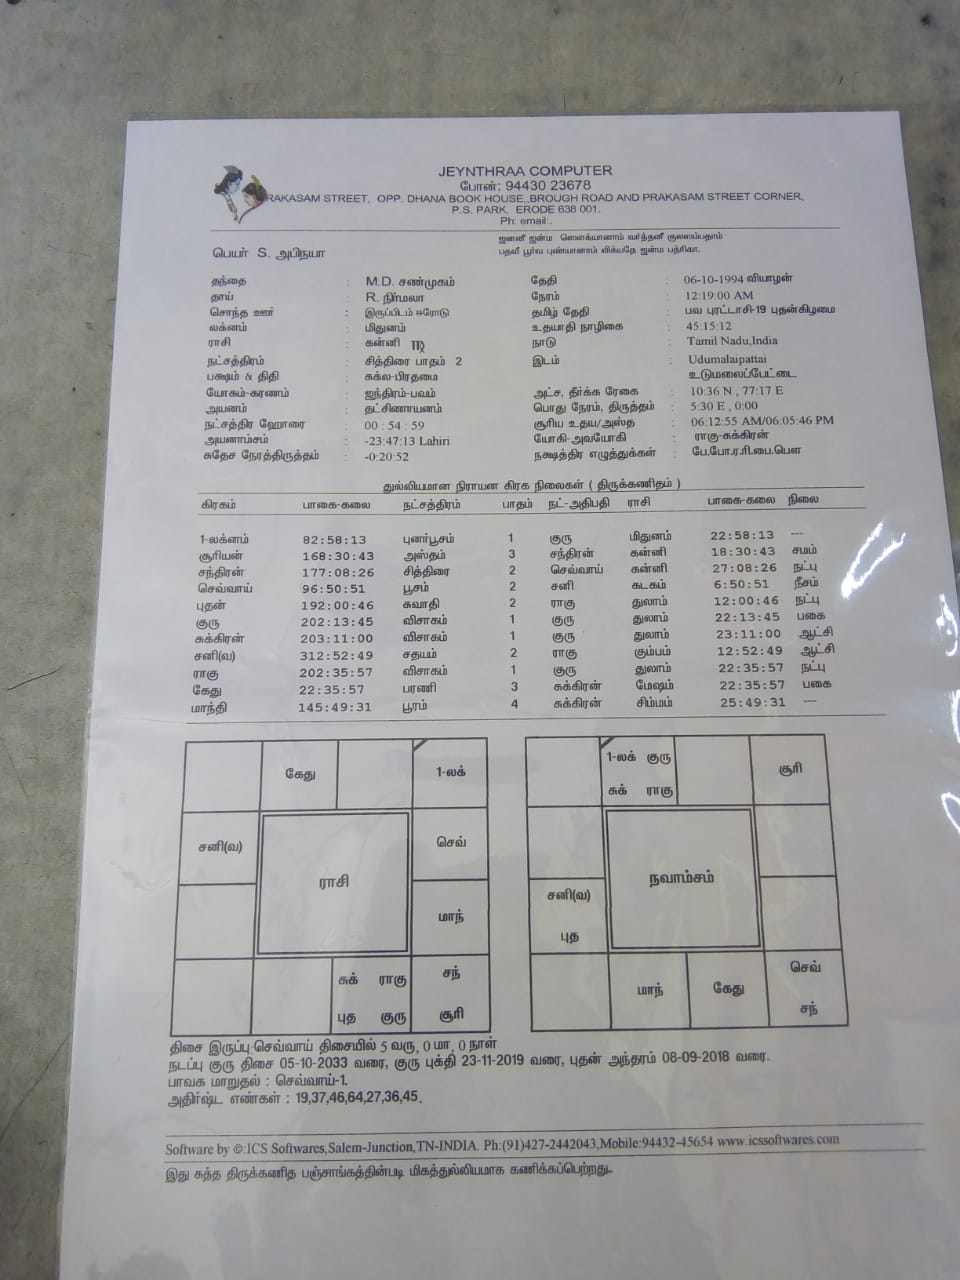 JEYNTHRAA COMPUTER
போன்: 94430 23678
RAKASAM STREET, OPP. DHANA BOOK HOUSE,,BROUGH ROAD AND PRAKASAM STREET CORNER,
P.S. PARK, ERODE 638 001.
Ph: email:.
ஜனனீ ஜன்ம ஸௌக்யானாம் வர்த்தனீ குலஸம்பதாம்
பதவீ பூர்வ புண்யானாம் லிக்யதே ஜன்ம பத்ரிகா.
பெயர் S. அபிநயா
தந்தை : M.D. சண்முகம் தேதி : 06-10-1994 வியாழன்
தாய் : R. நிர்மலா நேரம் : 12:19:00 AM
சொந்த ஊர் : இருப்பிடம் ஈரோடு தமிழ் தேதி : பவ புரட்டாசி-19 புதன்கிழமை
லக்னம் : மிதுனம் உதயாதி நாழிகை : 45:15:12
ராசி : கன்னி ♍ நாடு : Tamil Nadu,India
நட்சத்திரம் : சித்திரை பாதம் 2 இடம் : Udumalaipattai
பக்ஷம் & திதி : சுக்ல-பிரதமை உடுமலைப்பேட்டை
யோகம்-கரணம் : ஐந்திரம்-பவம் அட்ச, தீர்க்க ரேகை : 10:36 N , 77:17 E
அயனம் : தட்சிணாயனம் பொது நேரம், திருத்தம் : 5:30 E , 0:00
நட்சத்திர ஹோரை : 00 : 54 : 59 சூரிய உதய/அஸ்த : 06:12:55 AM/06:05:46 PM
அயனாம்சம் : -23:47:13 Lahiri யோகி-அவயோகி : ராகு-சுக்கிரன்
சுதேச நேரத்திருத்தம் : -0:20:52 நக்ஷத்திர எழுத்துக்கள் : பே.போ.ர.ரி.பை.பௌ
துல்லியமான நிராயன கிரக நிலைகள் ( திருக்கணிதம் )
கிரகம் பாகை-கலை நட்சத்திரம் பாதம் நட்-அதிபதி ராசி பாகை-கலை நிலை
1-லக்னம் 82:58:13 புனர்பூசம் 1 குரு மிதுனம் 22:58:13 ---
சூரியன் 168:30:43 அஸ்தம் 3 சந்திரன் கன்னி 18:30:43 சமம்
சந்திரன் 177:08:26 சித்திரை 2 செவ்வாய் கன்னி 27:08:26 நட்பு
செவ்வாய் 96:50:51 பூசம் 2 சனி கடகம் 6:50:51 நீசம்
புதன் 192:00:46 சுவாதி 2 ராகு துலாம் 12:00:46 நட்பு
குரு 202:13:45 விசாகம் 1 குரு துலாம் 22:13:45 பகை
சுக்கிரன் 203:11:00 விசாகம் 1 குரு துலாம் 23:11:00 ஆட்சி
சனி(வ) 312:52:49 சதயம் 2 ராகு கும்பம் 12:52:49 ஆட்சி
ராகு 202:35:57 விசாகம் 1 குரு துலாம் 22:35:57 நட்பு
கேது 22:35:57 பரணி 3 சுக்கிரன் மேஷம் 22:35:57 பகை
மாந்தி 145:49:31 பூரம் 4 சுக்கிரன் சிம்மம் 25:49:31 ---
கேது 1-லக்
சனி(வ) செவ்
ராசி
மாந்
சுக் ராகு சந்
புத குரு சூரி
1-லக் குரு சூரி
சுக் ராகு
நவாம்சம்
சனி(வ)
புத
மாந் கேது செவ்
சந்
திசை இருப்பு:செவ்வாய் திசையில் 5 வரு, 0 மா, 0 நாள்
நடப்பு குரு திசை 05-10-2033 வரை, குரு புக்தி 23-11-2019 வரை, புதன் அந்தரம் 08-09-2018 வரை.
பாவக மாறுதல் : செவ்வாய்-1.
அதிர்ஷ்ட எண்கள் : 19,37,46,64,27,36,45.
Software by ©:ICS Softwares,Salem-Junction,TN-INDIA. Ph:(91)427-2442043,Mobile:94432-45654 www.icssoftwares.com
இது சுத்த திருக்கணித பஞ்சாங்கத்தின்படி மிகத்துல்லியமாக கணிக்கப்பெற்றது.